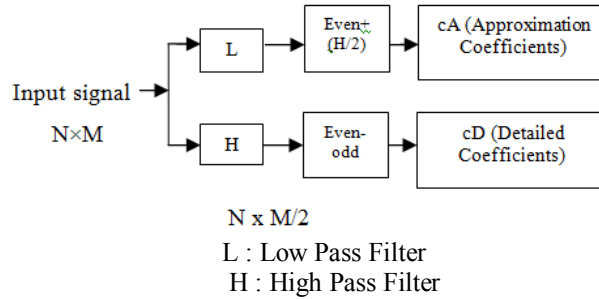 Input signal
N×M
L
Even+
(H/2)
cA (Approximation
Coefficients)
H
Even-
odd
cD (Detailed
Coefficients)
N x M/2
L : Low Pass Filter
H : High Pass Filter